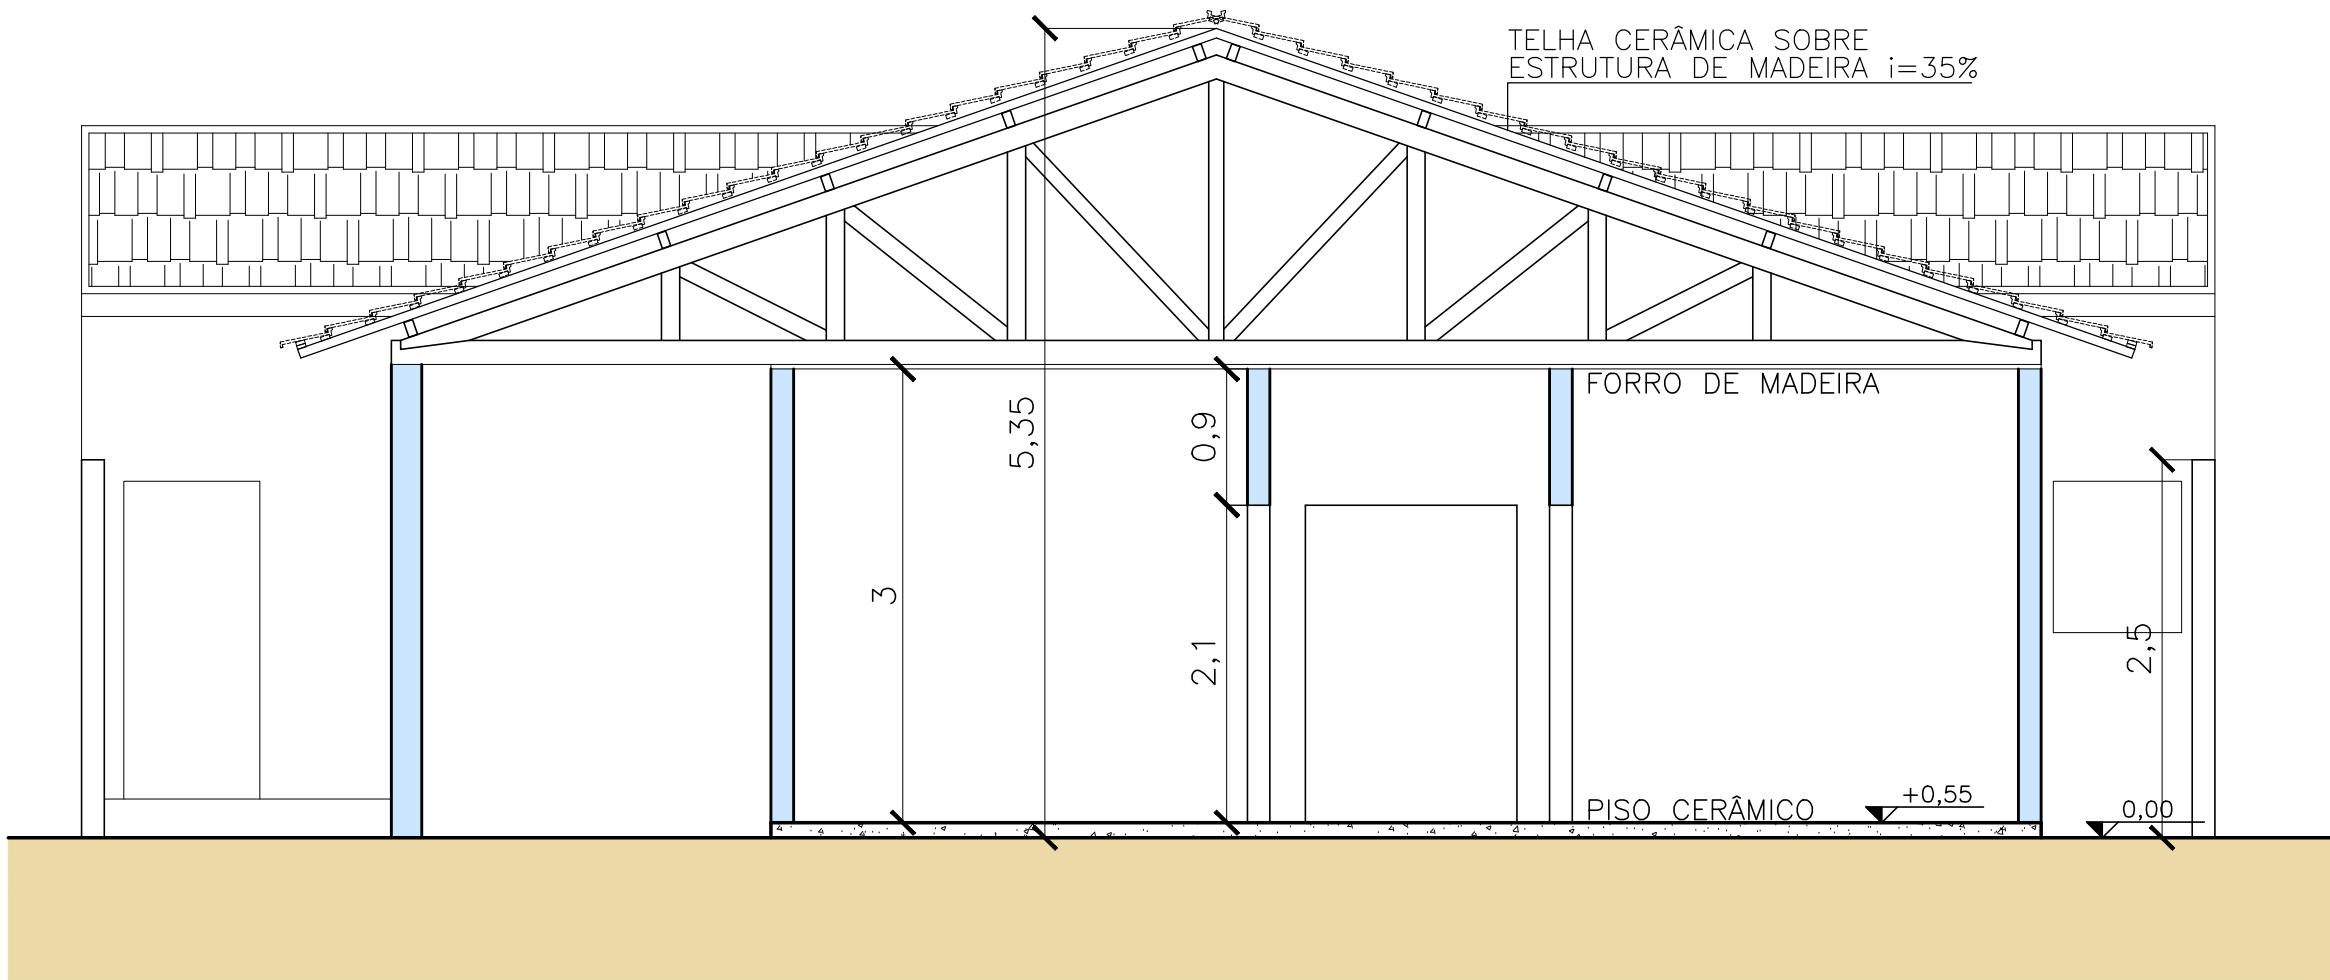 TELHA CERÂMICA SOBRE
ESTRUTURA DE MADEIRA i=35%
FORRO DE MADEIRA
5,35
0,9
3
2,1
2,5
PISO CERÂMICO
+0,55
0,00